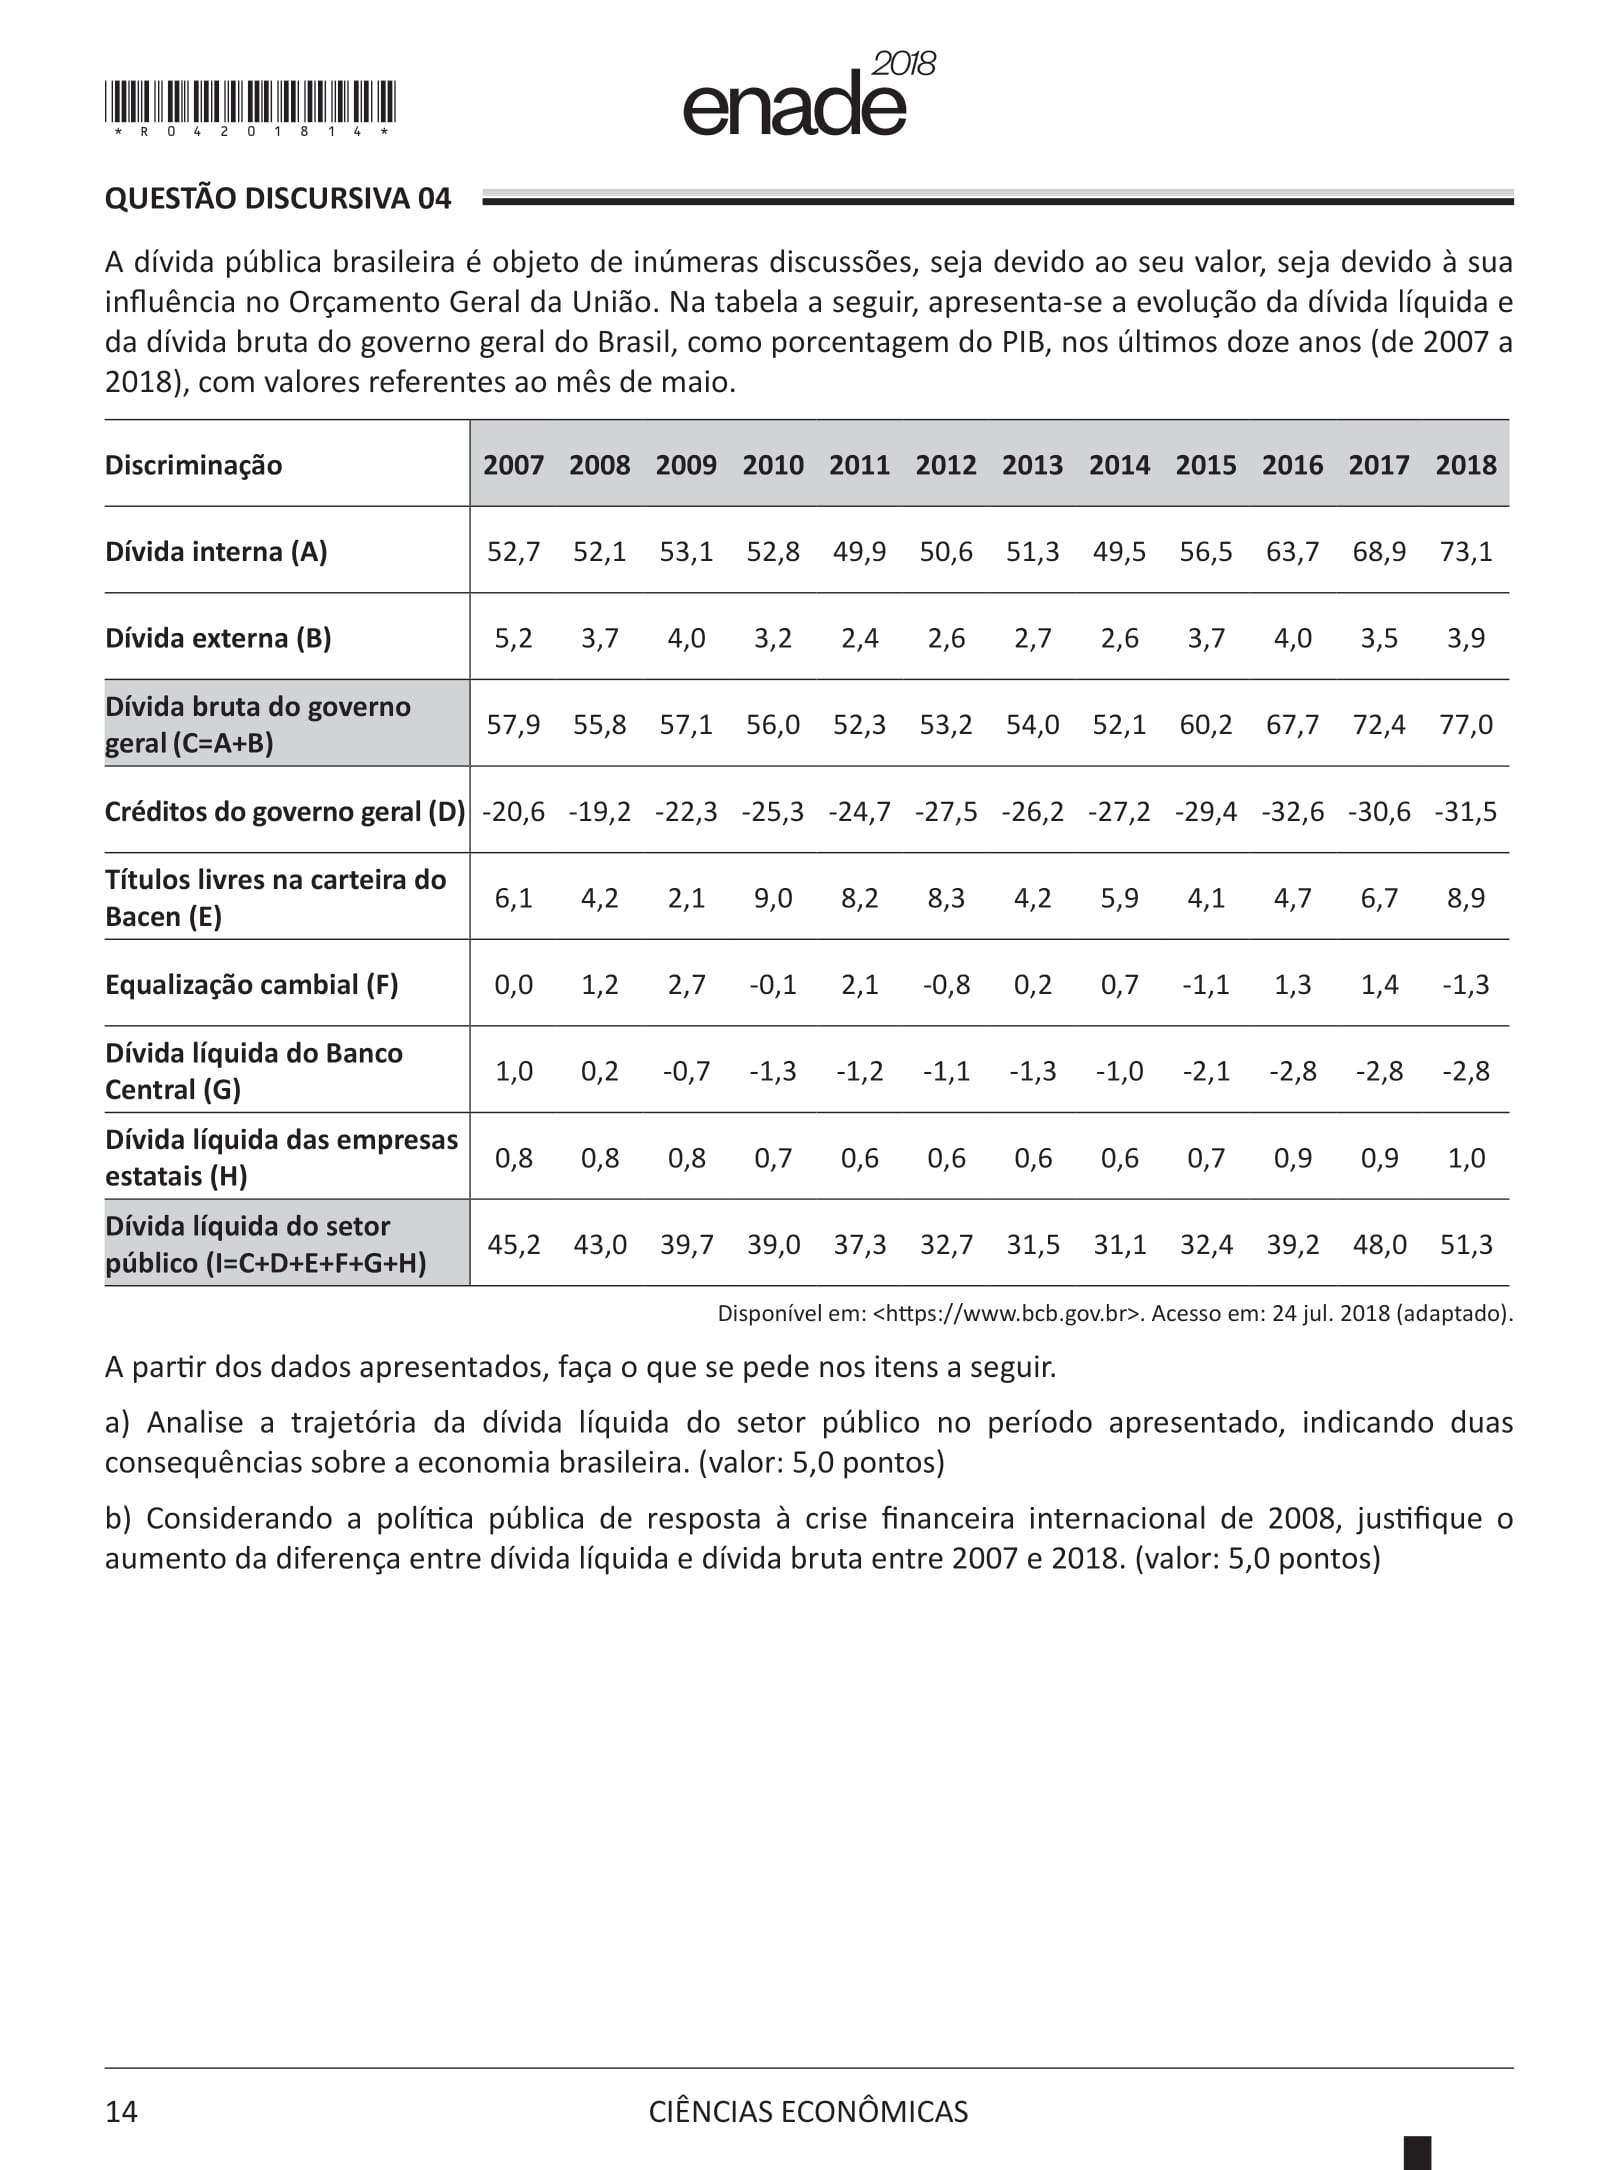 enade 2018
* R 0 4 2 0 1 8 1 4 *
QUESTÃO DISCURSIVA 04
A dívida pública brasileira é objeto de inúmeras discussões, seja devido ao seu valor, seja devido à sua
influência no Orçamento Geral da União. Na tabela a seguir, apresenta-se a evolução da dívida líquida e
da dívida bruta do governo geral do Brasil, como porcentagem do PIB, nos últimos doze anos (de 2007 a
2018), com valores referentes ao mês de maio.
Discriminação 2007 2008 2009 2010 2011 2012 2013 2014 2015 2016 2017 2018
Dívida interna (A) 52,7 52,1 53,1 52,8 49,9 50,6 51,3 49,5 56,5 63,7 68,9 73,1
Dívida externa (B) 5,2 3,7 4,0 3,2 2,4 2,6 2,7 2,6 3,7 4,0 3,5 3,9
Dívida bruta do governo
geral (C=A+B) 57,9 55,8 57,1 56,0 52,3 53,2 54,0 52,1 60,2 67,7 72,4 77,0
Créditos do governo geral (D) -20,6 -19,2 -22,3 -25,3 -24,7 -27,5 -26,2 -27,2 -29,4 -32,6 -30,6 -31,5
Títulos livres na carteira do
Bacen (E) 6,1 4,2 2,1 9,0 8,2 8,3 4,2 5,9 4,1 4,7 6,7 8,9
Equalização cambial (F) 0,0 1,2 2,7 -0,1 2,1 -0,8 0,2 0,7 -1,1 1,3 1,4 -1,3
Dívida líquida do Banco
Central (G) 1,0 0,2 -0,7 -1,3 -1,2 -1,1 -1,3 -1,0 -2,1 -2,8 -2,8 -2,8
Dívida líquida das empresas
estatais (H) 0,8 0,8 0,8 0,7 0,6 0,6 0,6 0,6 0,7 0,9 0,9 1,0
Dívida líquida do setor
público (I=C+D+E+F+G+H) 45,2 43,0 39,7 39,0 37,3 32,7 31,5 31,1 32,4 39,2 48,0 51,3
Disponível em: <https://www.bcb.gov.br>. Acesso em: 24 jul. 2018 (adaptado).
A partir dos dados apresentados, faça o que se pede nos itens a seguir.
a) Analise a trajetória da dívida líquida do setor público no período apresentado, indicando duas
consequências sobre a economia brasileira. (valor: 5,0 pontos)
b) Considerando a política pública de resposta à crise financeira internacional de 2008, justifique o
aumento da diferença entre dívida líquida e dívida bruta entre 2007 e 2018. (valor: 5,0 pontos)
14
CIÊNCIAS ECONÔMICAS